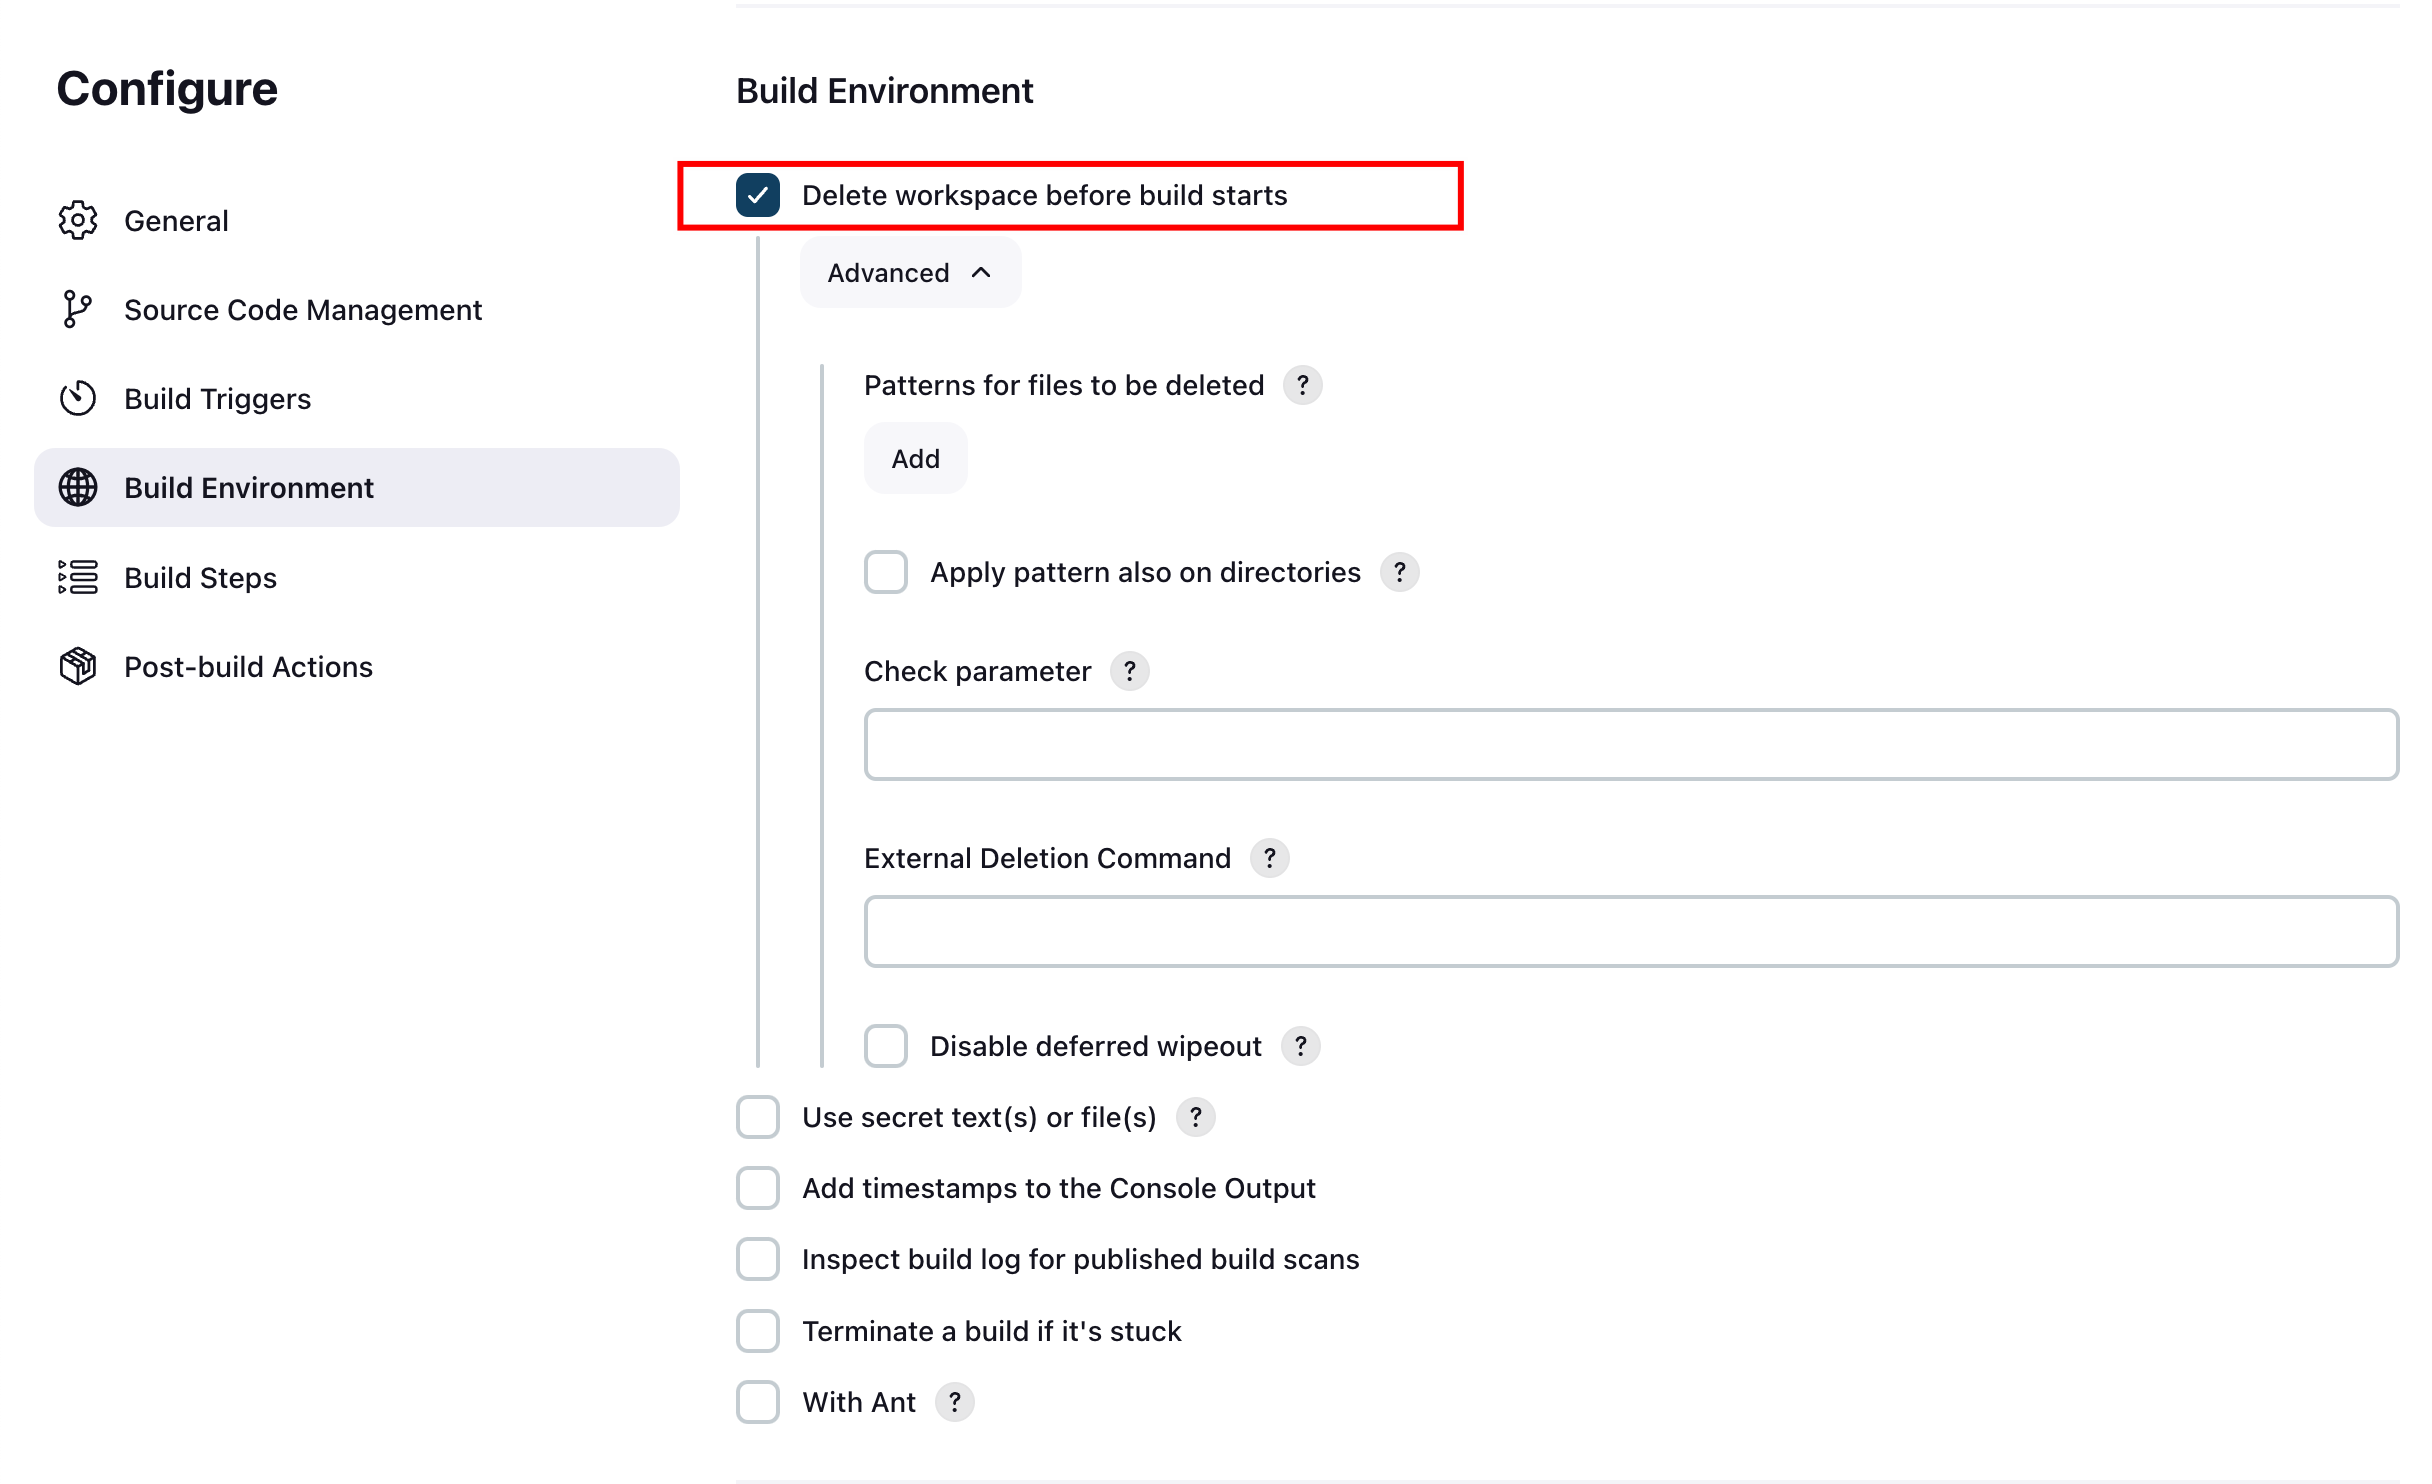 Configure
General
Source Code Management
Build Triggers
Build Environment
Build Steps
Post-build Actions
Build Environment
Delete workspace before build starts
Advanced
Patterns for files to be deleted ?
Add
Apply pattern also on directories ?
Check parameter ?
External Deletion Command ?
Disable deferred wipeout ?
Use secret text(s) or file(s) ?
Add timestamps to the Console Output
Inspect build log for published build scans
Terminate a build if it's stuck
With Ant ?